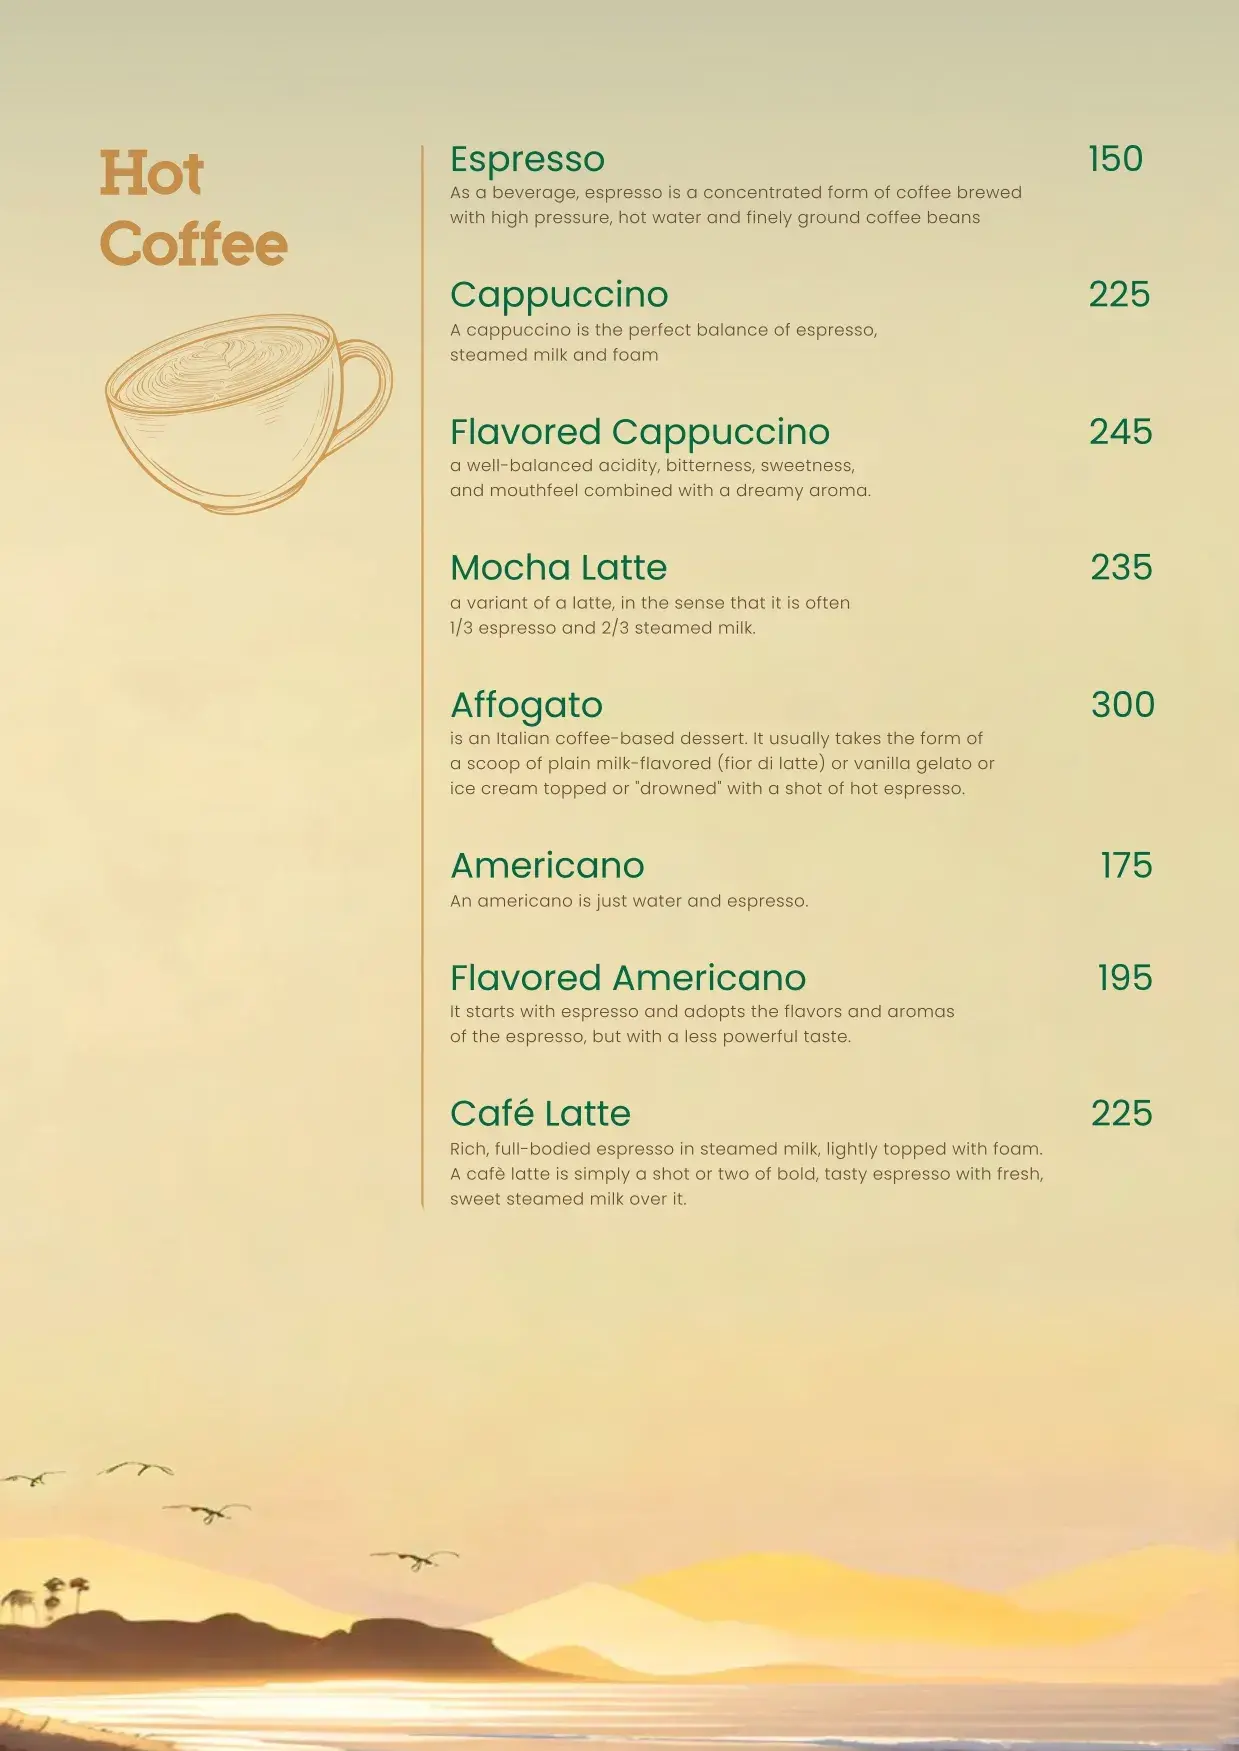 Hot
Coffee
Espresso 150
As a beverage, espresso is a concentrated form of coffee brewed
with high pressure, hot water and finely ground coffee beans
Cappuccino 225
A cappuccino is the perfect balance of espresso,
steamed milk and foam
Flavored Cappuccino 245
a well-balanced acidity, bitterness, sweetness,
and mouthfeel combined with a dreamy aroma.
Mocha Latte 235
a variant of a latte, in the sense that it is often
1/3 espresso and 2/3 steamed milk.
Affogato 300
is an Italian coffee-based dessert. It usually takes the form of
a scoop of plain milk-flavored (fior di latte) or vanilla gelato or
ice cream topped or "drowned" with a shot of hot espresso.
Americano 175
An americano is just water and espresso.
Flavored Americano 195
It starts with espresso and adopts the flavors and aromas
of the espresso, but with a less powerful taste.
Café Latte 225
Rich, full-bodied espresso in steamed milk, lightly topped with foam.
A cafè latte is simply a shot or two of bold, tasty espresso with fresh,
sweet steamed milk over it.